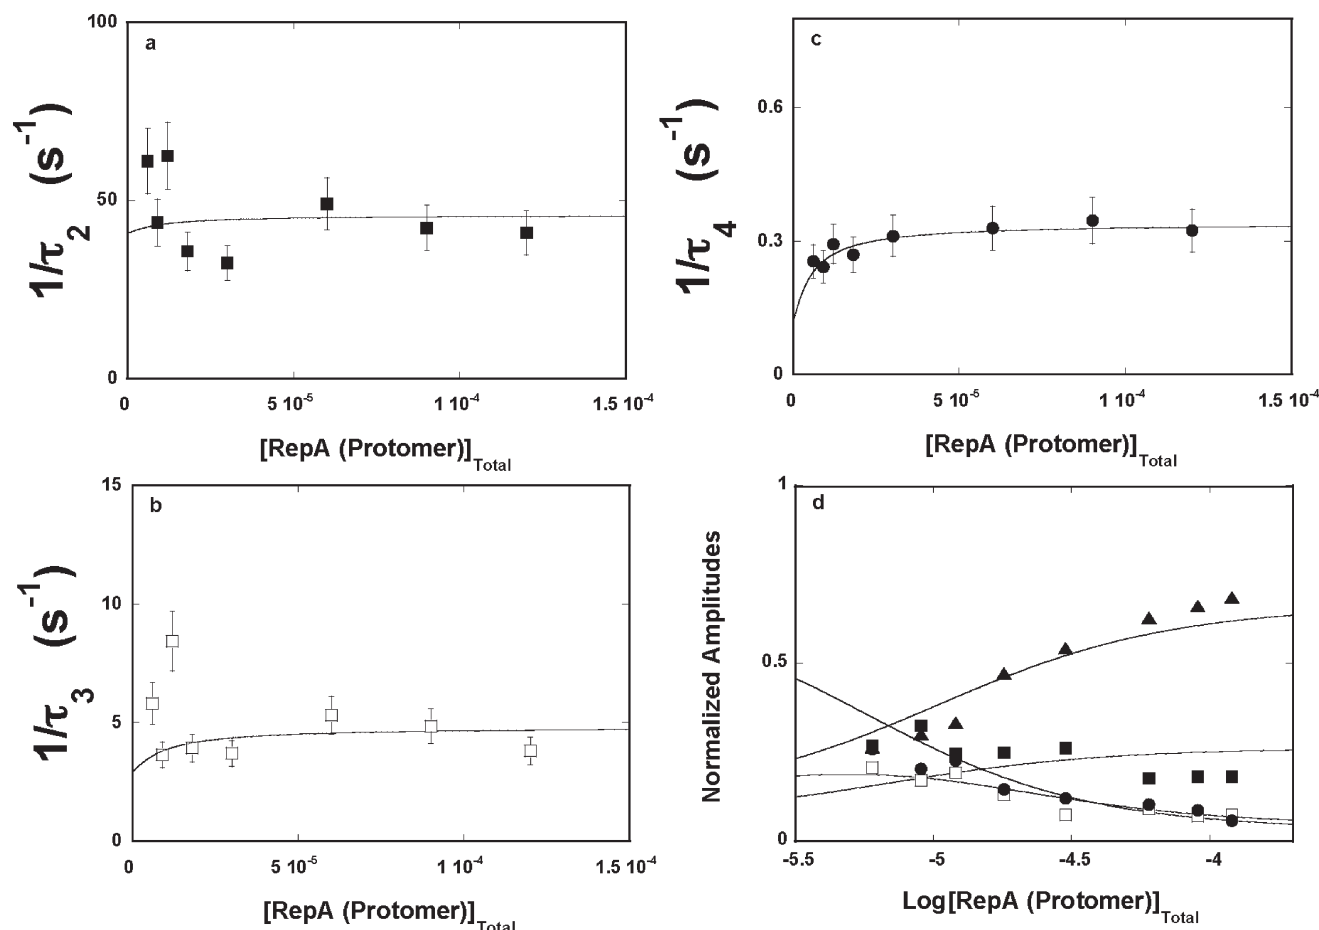 a
100
50
0
0
5 10-5
1 10-4
1.5 10-4
1/τ2 (s-1)
[RepA (Protomer)]Total
b
15
10
5
0
0
5 10-5
1 10-4
1.5 10-4
1/τ3 (s-1)
[RepA (Protomer)]Total
c
0.6
0.3
0
0
5 10-5
1 10-4
1.5 10-4
1/τ4 (s-1)
[RepA (Protomer)]Total
d
1
0.5
0
-5.5
-5
-4.5
-4
Normalized Amplitudes
Log[RepA (Protomer)]Total